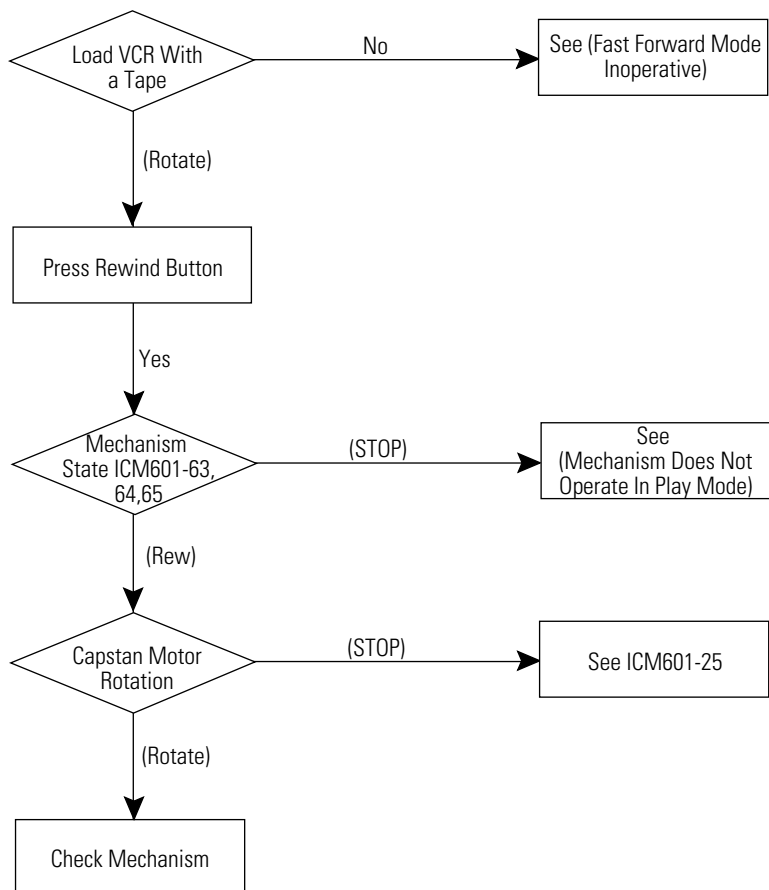 Load VCR With
a Tape
No
See (Fast Forward Mode
Inoperative)
(Rotate)
Press Rewind Button
Yes
Mechanism
State ICM601-63,
64,65
(STOP)
See
(Mechanism Does Not
Operate In Play Mode)
(Rew)
Capstan Motor
Rotation
(STOP)
See ICM601-25
(Rotate)
Check Mechanism